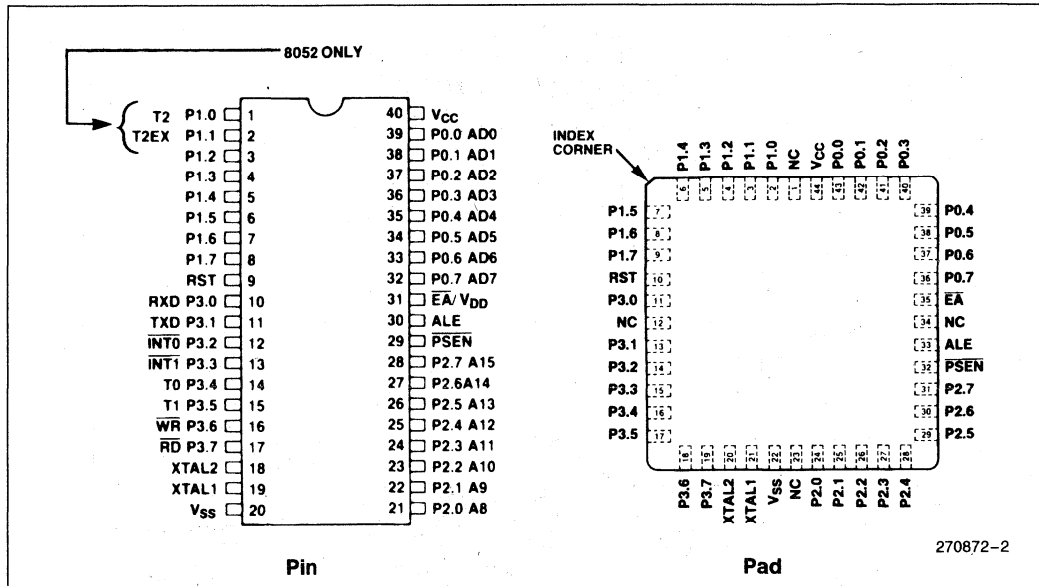 8052 ONLY
T2 P1.0 1
T2EX P1.1 2
P1.2 3
P1.3 4
P1.4 5
P1.5 6
P1.6 7
P1.7 8
RST 9
RXD P3.0 10
TXD P3.1 11
INT0 P3.2 12
INT1 P3.3 13
T0 P3.4 14
T1 P3.5 15
WR P3.6 16
RD P3.7 17
XTAL2 18
XTAL1 19
VSS 20
40 VCC
39 P0.0 AD0
38 P0.1 AD1
37 P0.2 AD2
36 P0.3 AD3
35 P0.4 AD4
34 P0.5 AD5
33 P0.6 AD6
32 P0.7 AD7
31 EA/VDD
30 ALE
29 PSEN
28 P2.7 A15
27 P2.6A14
26 P2.5 A13
25 P2.4 A12
24 P2.3 A11
23 P2.2 A10
22 P2.1 A9
21 P2.0 A8
Pin
INDEX
CORNER
P1.4 6
P1.3 5
P1.2 4
P1.1 3
P1.0 2
NC 1
VCC 44
P0.0 43
P0.1 42
P0.2 41
P0.3 40
P1.5 7
P1.6 8
P1.7 9
RST 10
P3.0 11
NC 12
P3.1 13
P3.2 14
P3.3 15
P3.4 16
P3.5 17
39 P0.4
38 P0.5
37 P0.6
36 P0.7
35 EA
34 NC
33 ALE
32 PSEN
31 P2.7
30 P2.6
29 P2.5
18 P3.6
19 P3.7
20 XTAL2
21 XTAL1
22 VSS
23 NC
24 P2.0
25 P2.1
26 P2.2
27 P2.3
28 P2.4
Pad
270872-2